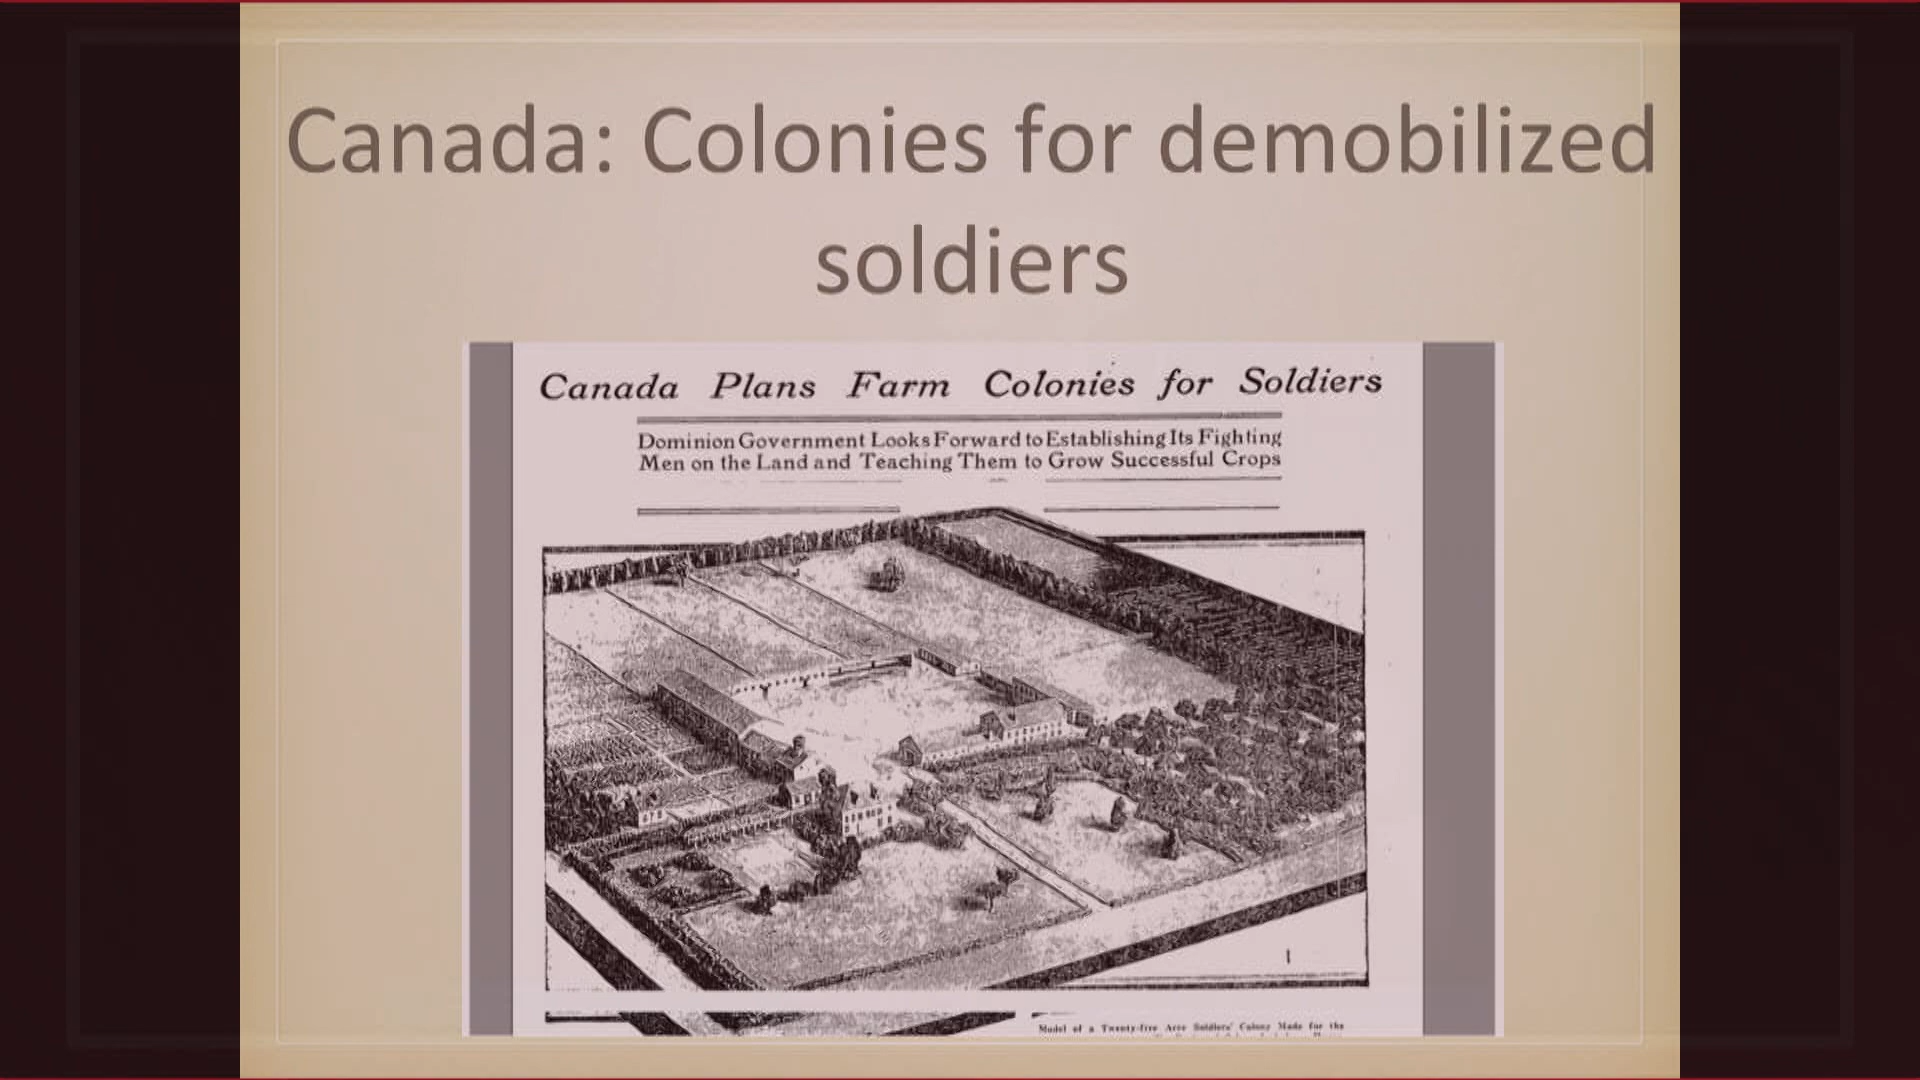 Canada: Colonies for demobilized
soldiers
Canada Plans Farm Colonies for Soldiers
Dominion Government Looks Forward to Establishing Its Fighting
Men on the Land and Teaching Them to Grow Successful Crops
Model of a Twenty-five Acre Soldiers' Colony Made for the